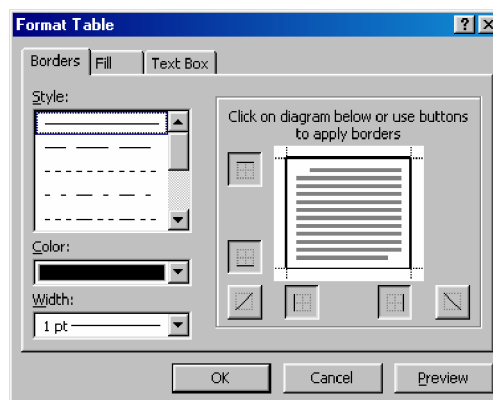 Format Table
Borders Fill Text Box
Style:
Click on diagram below or use buttons
to apply borders
Color:
Width:
1 pt
OK Cancel Preview